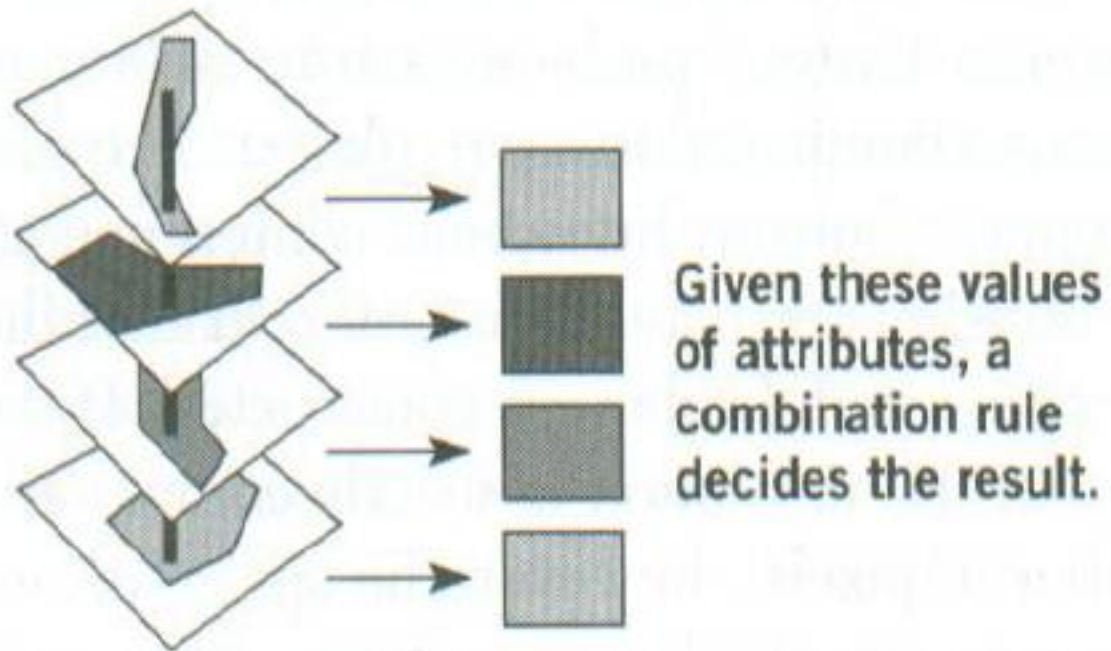 Given these values
of attributes, a
combination rule
decides the result.